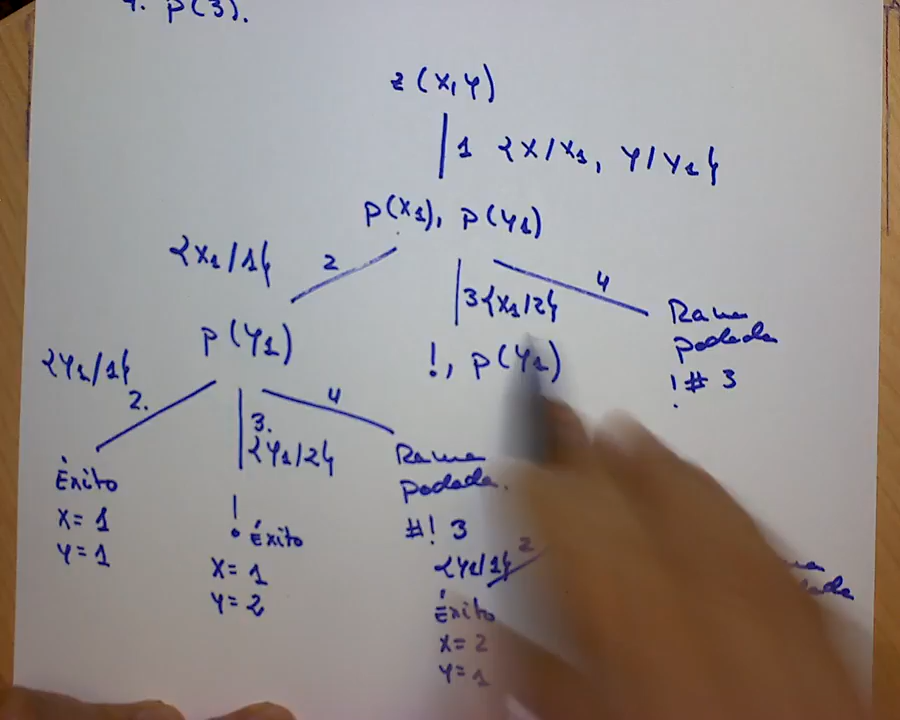 4. p(3).
z(X,Y)
1 {X/X1, Y/Y1}
p(X1), p(Y1)
{X1/1}
2
3 {X1/2}
4
p(Y1)
!, p(Y1)
Rama
podada
!# 3
{Y1/1}
2.
3.
{Y1/2}
4
Éxito
X= 1
Y= 1
! Éxito
X= 1
Y= 2
Rama
podada.
#! 3
{Y1/1}
2
Éxito
X= 2
Y= 1